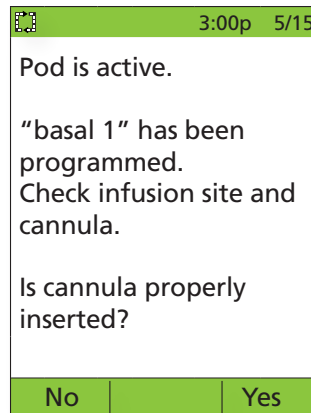 3:00p 5/15
Pod is active.
“basal 1” has been
programmed.
Check infusion site and
cannula.
Is cannula properly
inserted?
No Yes